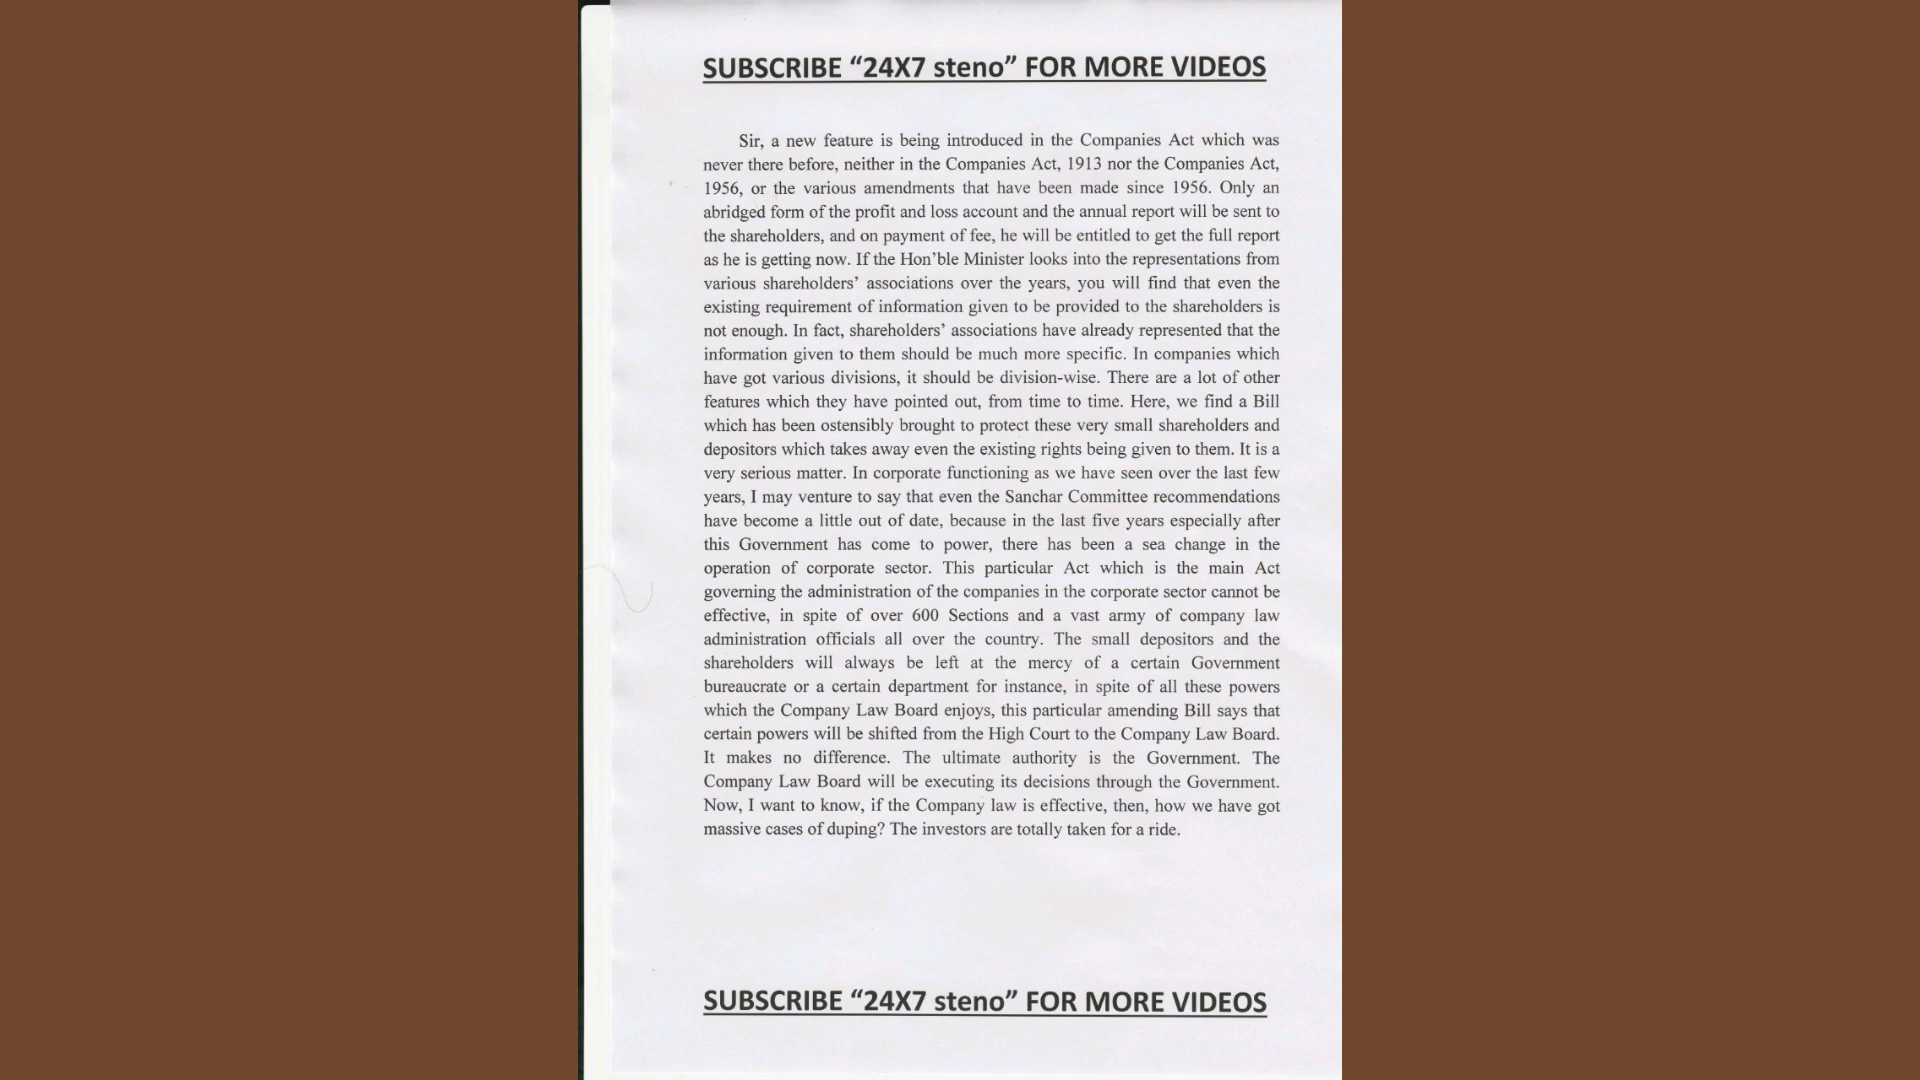 SUBSCRIBE “24X7 steno” FOR MORE VIDEOS
Sir, a new feature is being introduced in the Companies Act which was
never there before, neither in the Companies Act, 1913 nor the Companies Act,
1956, or the various amendments that have been made since 1956. Only an
abridged form of the profit and loss account and the annual report will be sent to
the shareholders, and on payment of fee, he will be entitled to get the full report
as he is getting now. If the Hon’ble Minister looks into the representations from
various shareholders’ associations over the years, you will find that even the
existing requirement of information given to be provided to the shareholders is
not enough. In fact, shareholders’ associations have already represented that the
information given to them should be much more specific. In companies which
have got various divisions, it should be division-wise. There are a lot of other
features which they have pointed out, from time to time. Here, we find a Bill
which has been ostensibly brought to protect these very small shareholders and
depositors which takes away even the existing rights being given to them. It is a
very serious matter. In corporate functioning as we have seen over the last few
years, I may venture to say that even the Sanchar Committee recommendations
have become a little out of date, because in the last five years especially after
this Government has come to power, there has been a sea change in the
operation of corporate sector. This particular Act which is the main Act
governing the administration of the companies in the corporate sector cannot be
effective, in spite of over 600 Sections and a vast army of company law
administration officials all over the country. The small depositors and the
shareholders will always be left at the mercy of a certain Government
bureaucrate or a certain department for instance, in spite of all these powers
which the Company Law Board enjoys, this particular amending Bill says that
certain powers will be shifted from the High Court to the Company Law Board.
It makes no difference. The ultimate authority is the Government. The
Company Law Board will be executing its decisions through the Government.
Now, I want to know, if the Company law is effective, then, how we have got
massive cases of duping? The investors are totally taken for a ride.
SUBSCRIBE “24X7 steno” FOR MORE VIDEOS